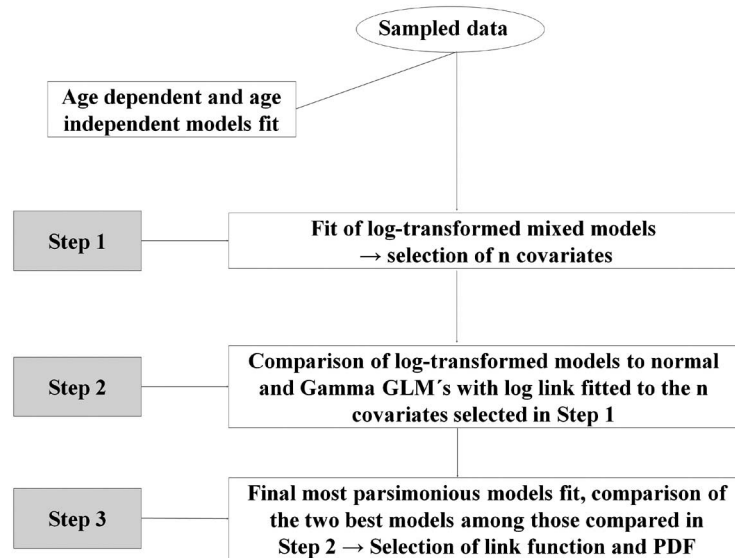 Sampled data
Age dependent and age
independent models fit
Step 1
Fit of log-transformed mixed models
→ selection of n covariates
Step 2
Comparison of log-transformed models to normal
and Gamma GLM´s with log link fitted to the n
covariates selected in Step 1
Step 3
Final most parsimonious models fit, comparison of
the two best models among those compared in
Step 2 → Selection of link function and PDF